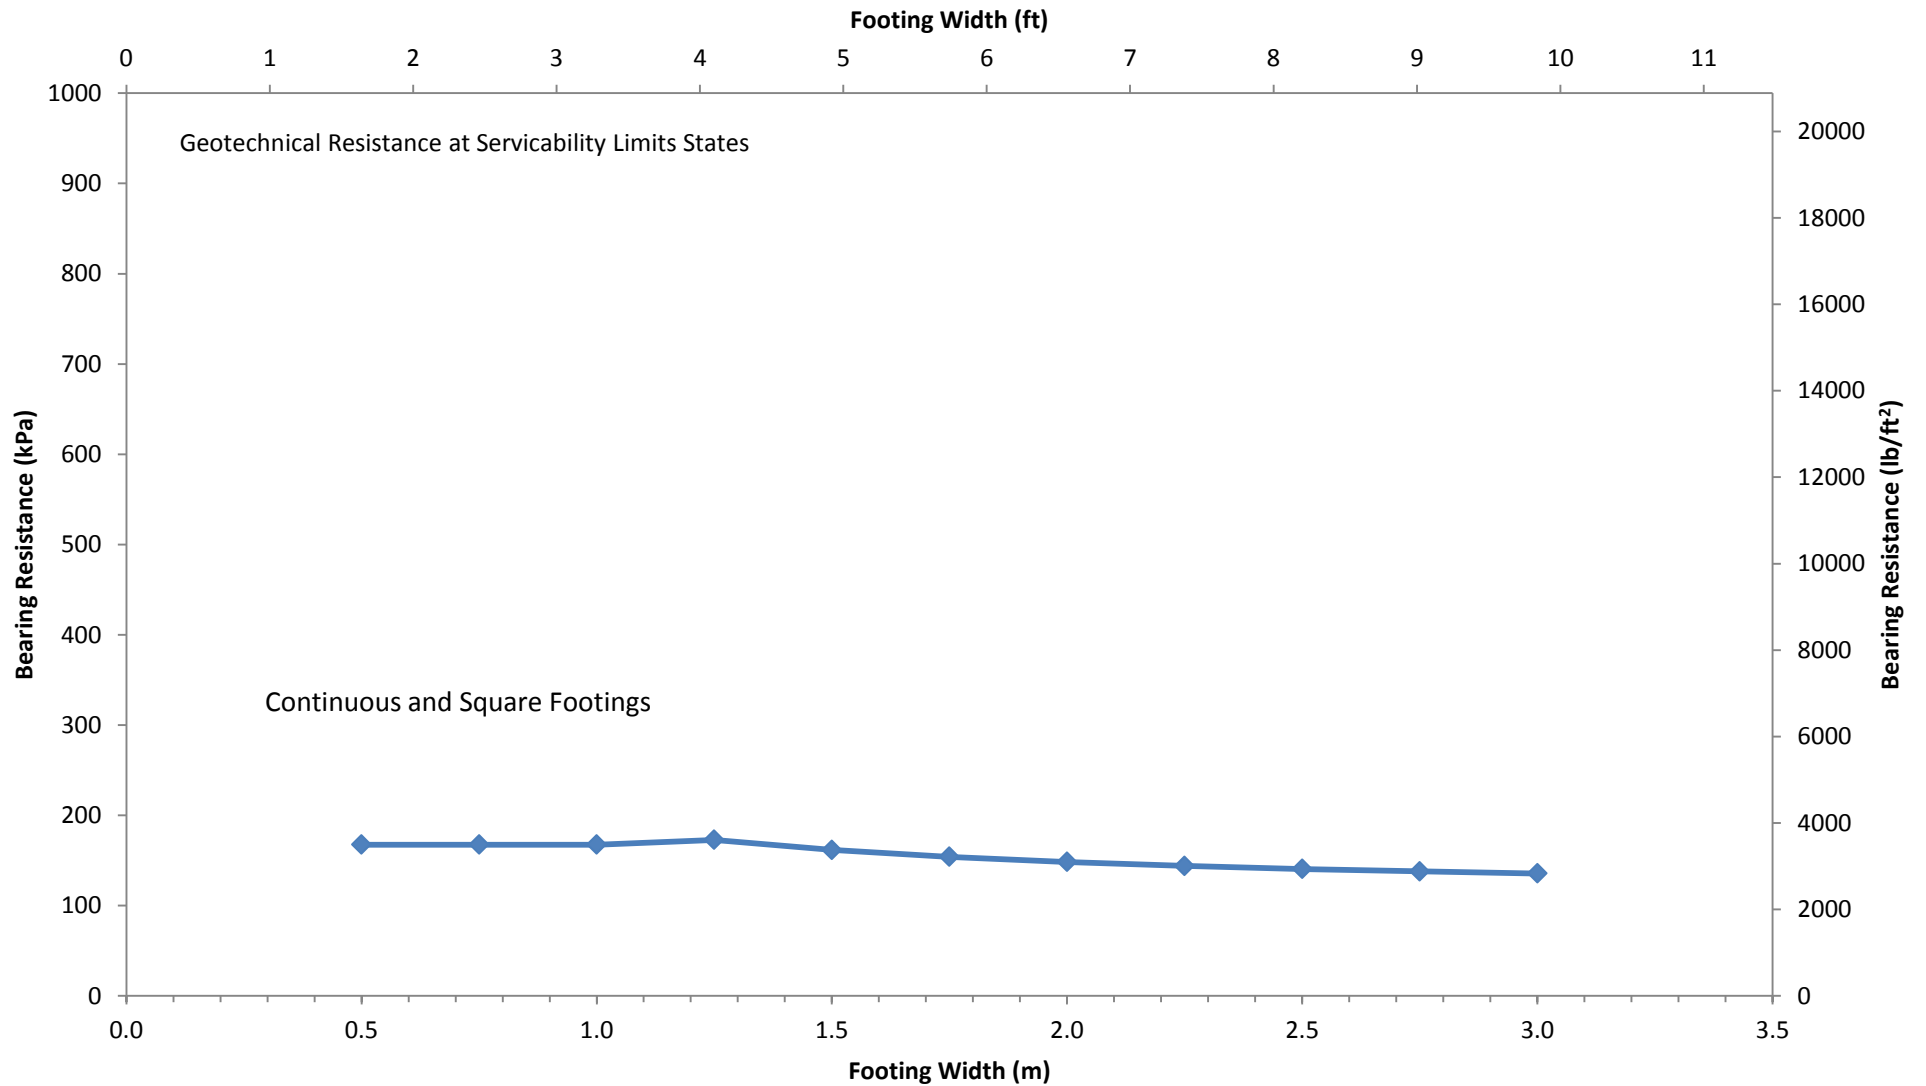 Footing Width (ft)
0 1 2 3 4 5 6 7 8 9 10 11
Geotechnical Resistance at Servicability Limits States
Continuous and Square Footings
Bearing Resistance (kPa)
1000
900
800
700
600
500
400
300
200
100
0
Bearing Resistance (lb/ft²)
20000
18000
16000
14000
12000
10000
8000
6000
4000
2000
0
0.0 0.5 1.0 1.5 2.0 2.5 3.0 3.5
Footing Width (m)